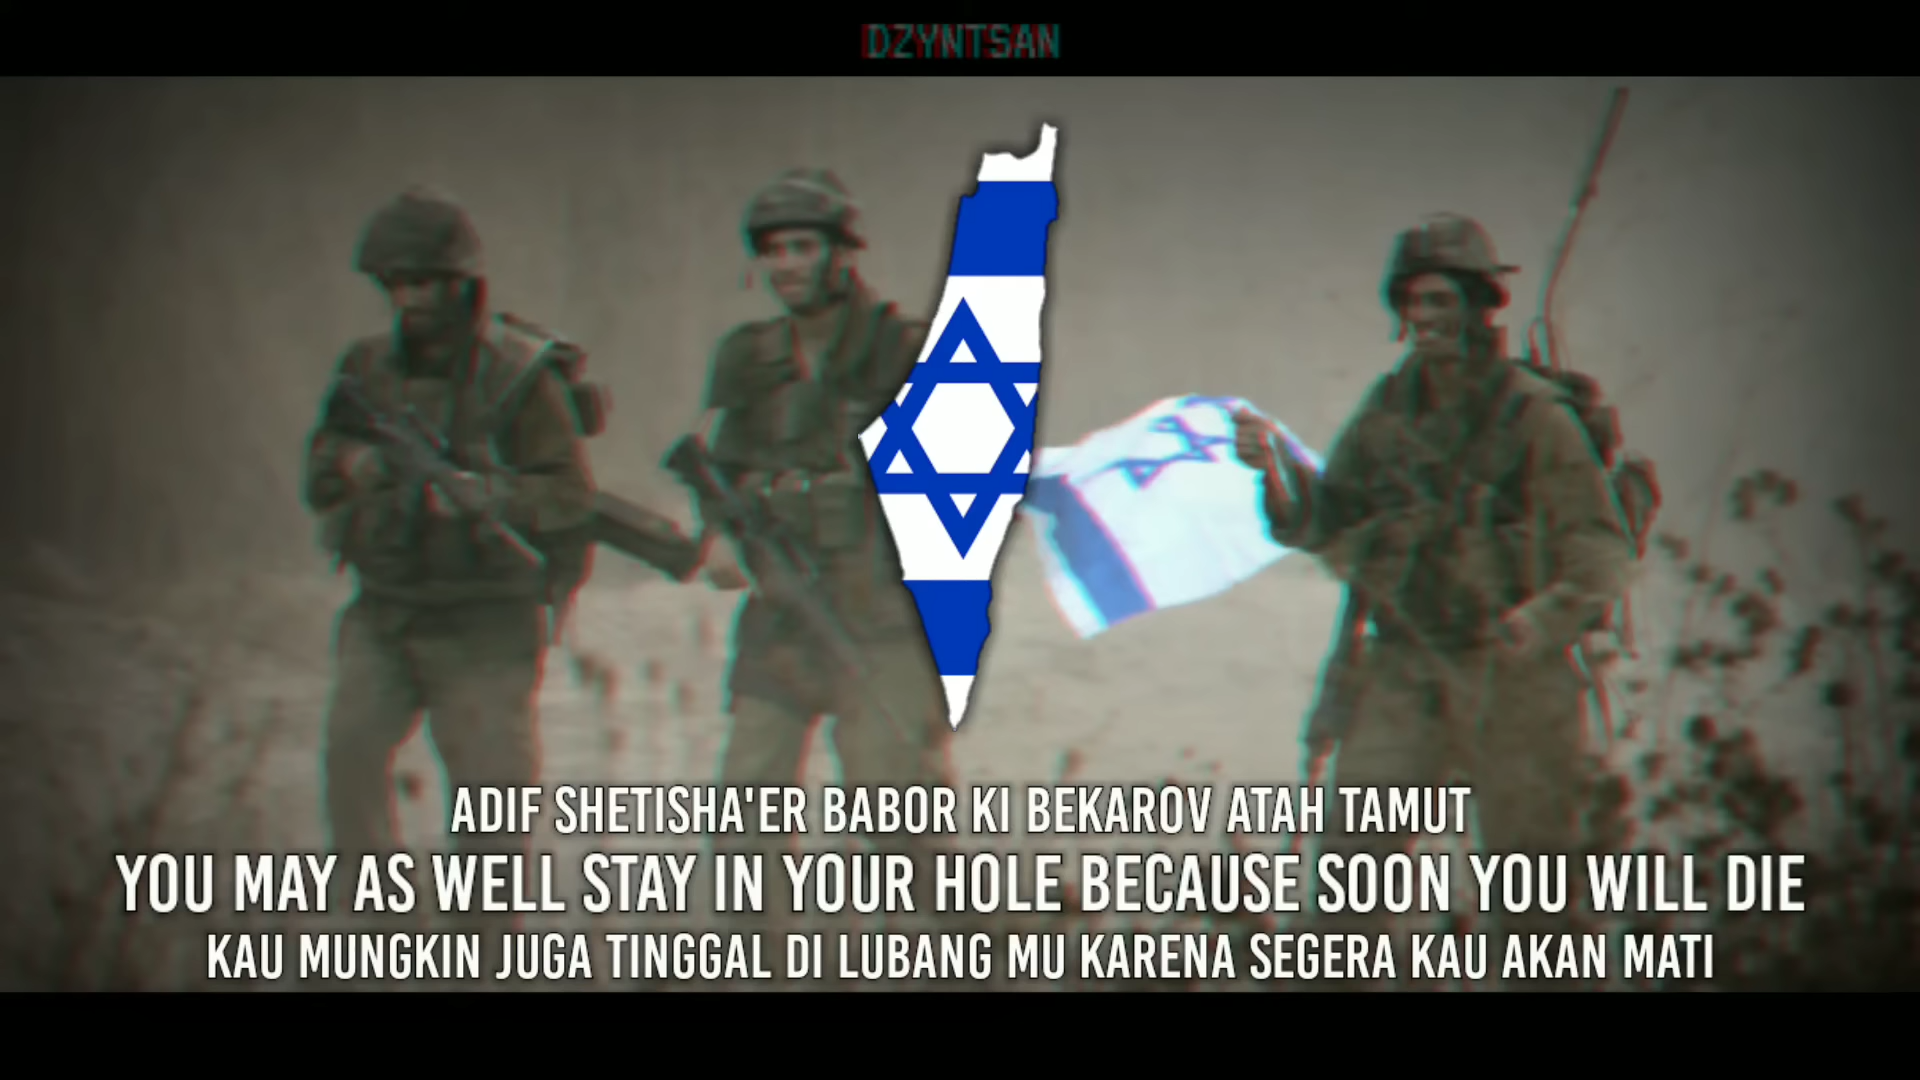 DZYNTSAN
ADIF SHETISHA'ER BABOR KI BEKAROV ATAH TAMUT
YOU MAY AS WELL STAY IN YOUR HOLE BECAUSE SOON YOU WILL DIE
KAU MUNGKIN JUGA TINGGAL DI LUBANG MU KARENA SEGERA KAU AKAN MATI